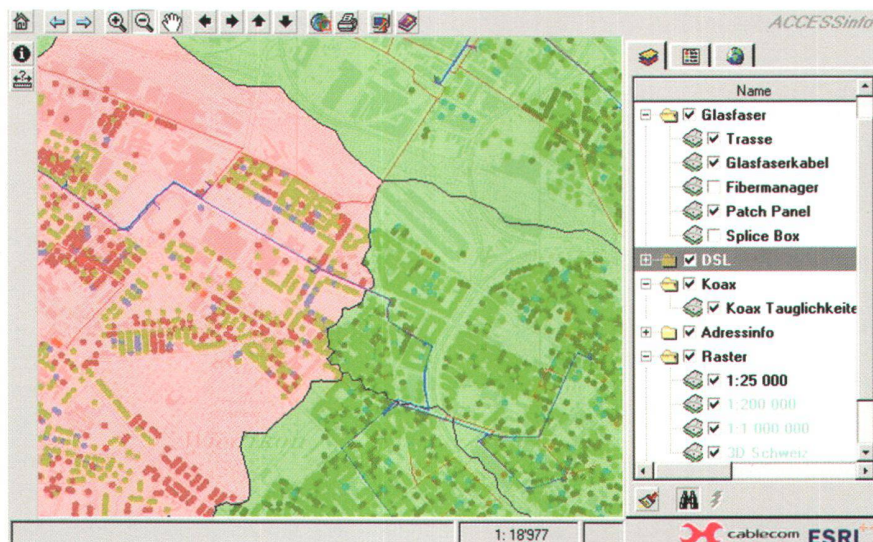 ACCESSinfo
Name
Glasfaser
Trasse
Glasfaserkabel
Fibermanager
Patch Panel
Splice Box
DSL
Koax
Koax Tauglichkeite
Adressinfo
Raster
1:25 000
1:200 000
1:1 000 000
3D Schweiz
1: 18'977
cablecom ESRI